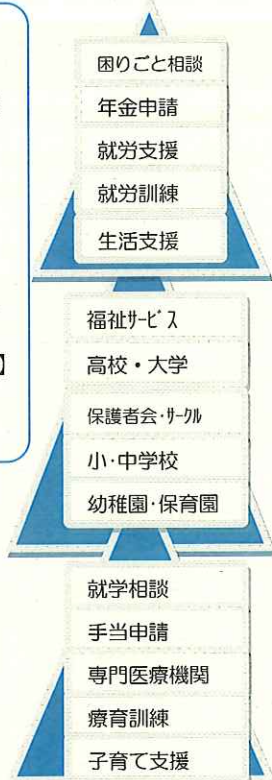 困りごと相談
年金申請
就労支援
就労訓練
生活支援
】
福祉ｻｰﾋﾞｽ
高校・大学
保護者会･ｻｰｸﾙ
小･中学校
幼稚園･保育園
就学相談
手当申請
専門医療機関
療育訓練
子育て支援